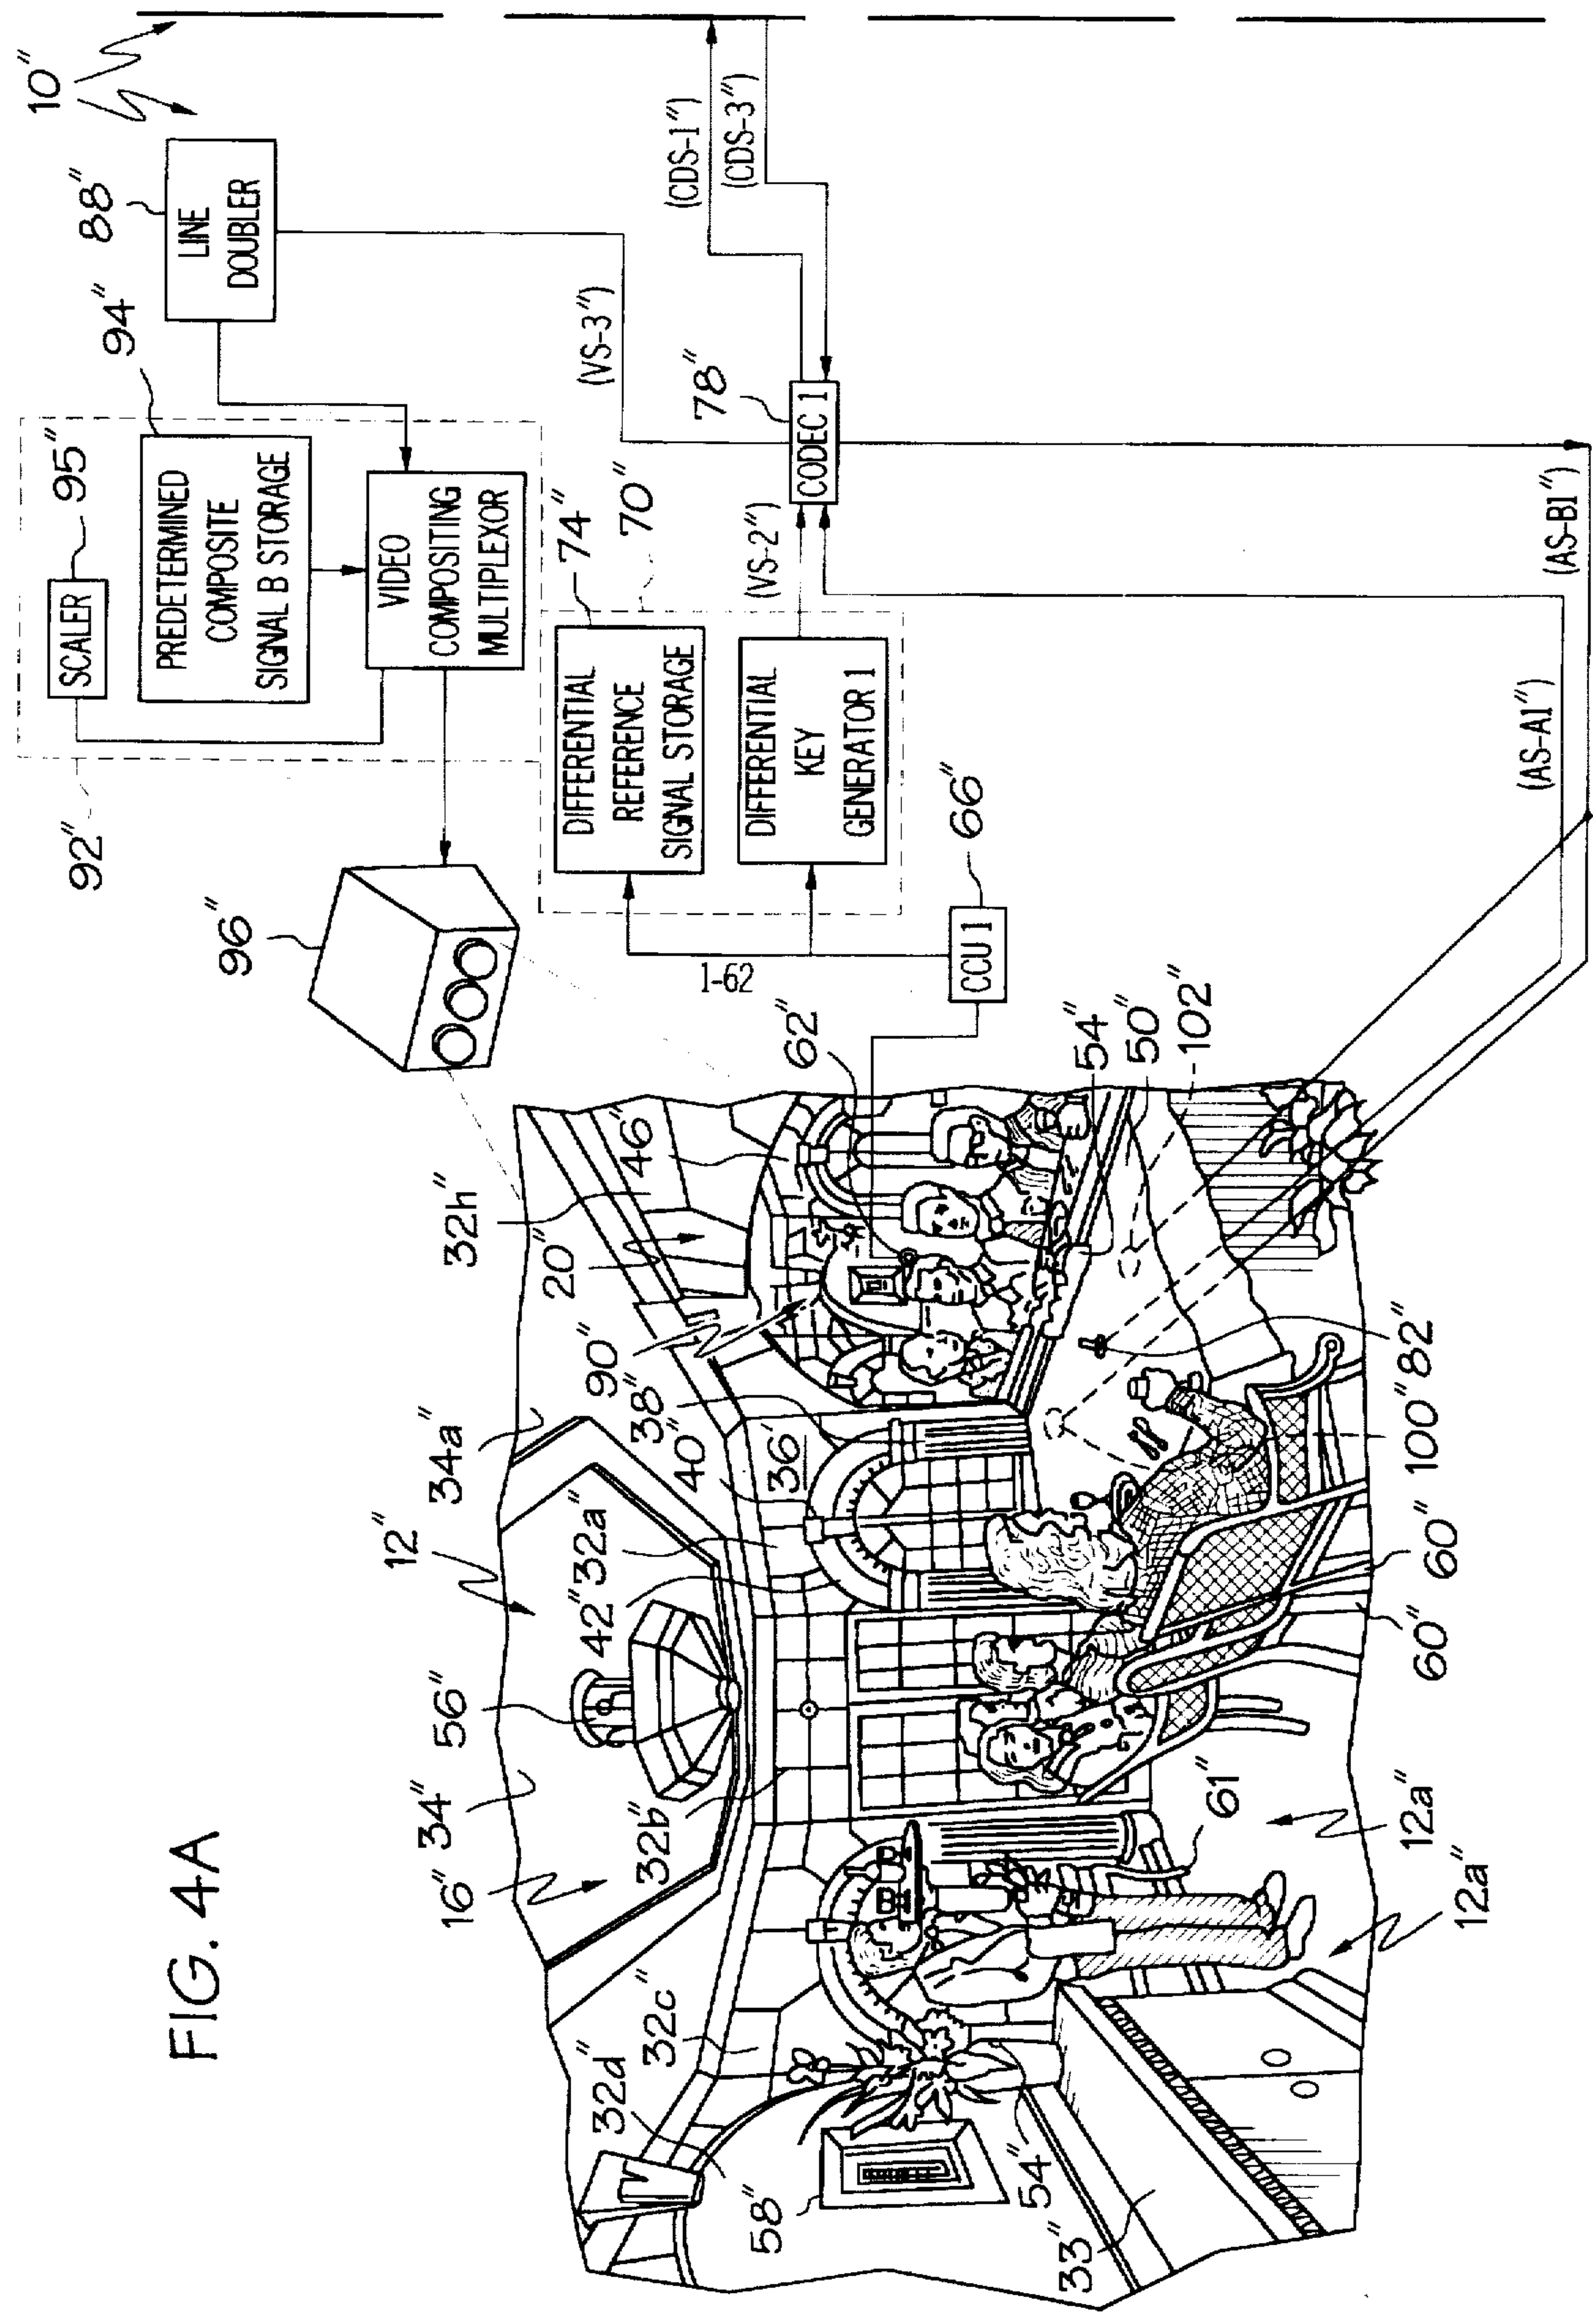 FIG. 4A
10"
88"
LINE
DOUBLER
94"
95"
SCALER
PREDETERMINED
COMPOSITE
SIGNAL B STORAGE
VIDEO
COMPOSITING
MULTIPLEXOR
92"
96"
74"
70"
DIFFERENTIAL
REFERENCE
SIGNAL STORAGE
DIFFERENTIAL
KEY
GENERATOR 1
(VS-3")
(VS-2")
78"
CODEC 1
(CDS-1")
(CDS-3")
66"
CCU 1
1-62
62"
(AS-A1")
(AS-B1")
12"
34a"
16"
34"
56"
32h"
20"
46"
90"
38"
40"
36'
32a"
42"
32b"
32c"
32d"
58"
54"
33"
54"
50"
102"
82"
100"
60"
60"
61"
12a"
12a"